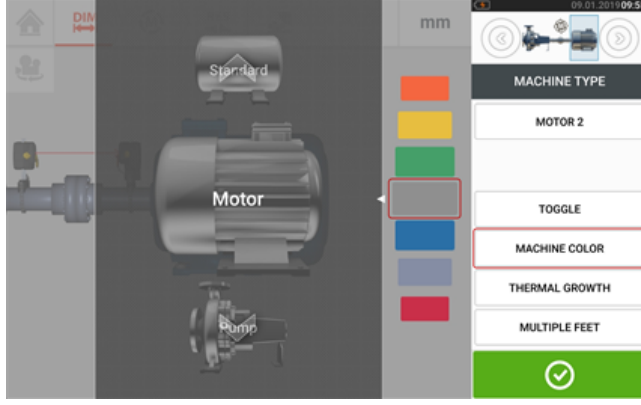 DIM
mm
Standard
Motor
Pump
09.01.2019 09:5
MACHINE TYPE
MOTOR 2
TOGGLE
MACHINE COLOR
THERMAL GROWTH
MULTIPLE FEET